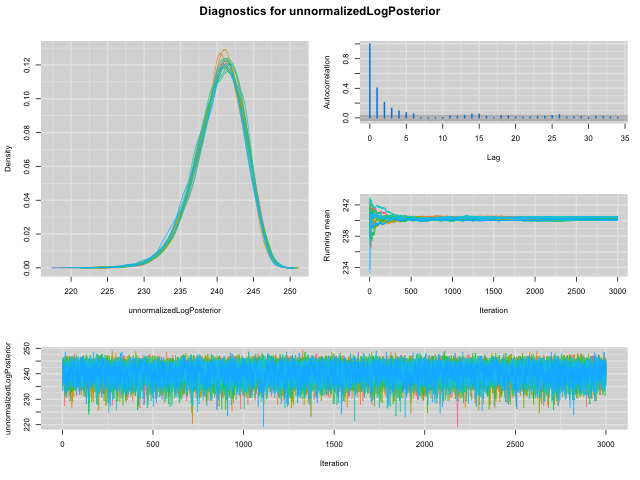 Diagnostics for unnormalizedLogPosterior
Density
0.00 0.02 0.04 0.06 0.08 0.10 0.12
220 225 230 235 240 245 250
unnormalizedLogPosterior
Autocorrelation
0.0 0.4 0.8
0 5 10 15 20 25 30 35
Lag
Running mean
234 238 242
0 500 1000 1500 2000 2500 3000
Iteration
unnormalizedLogPosterior
220 230 240 250
0 500 1000 1500 2000 2500 3000
Iteration